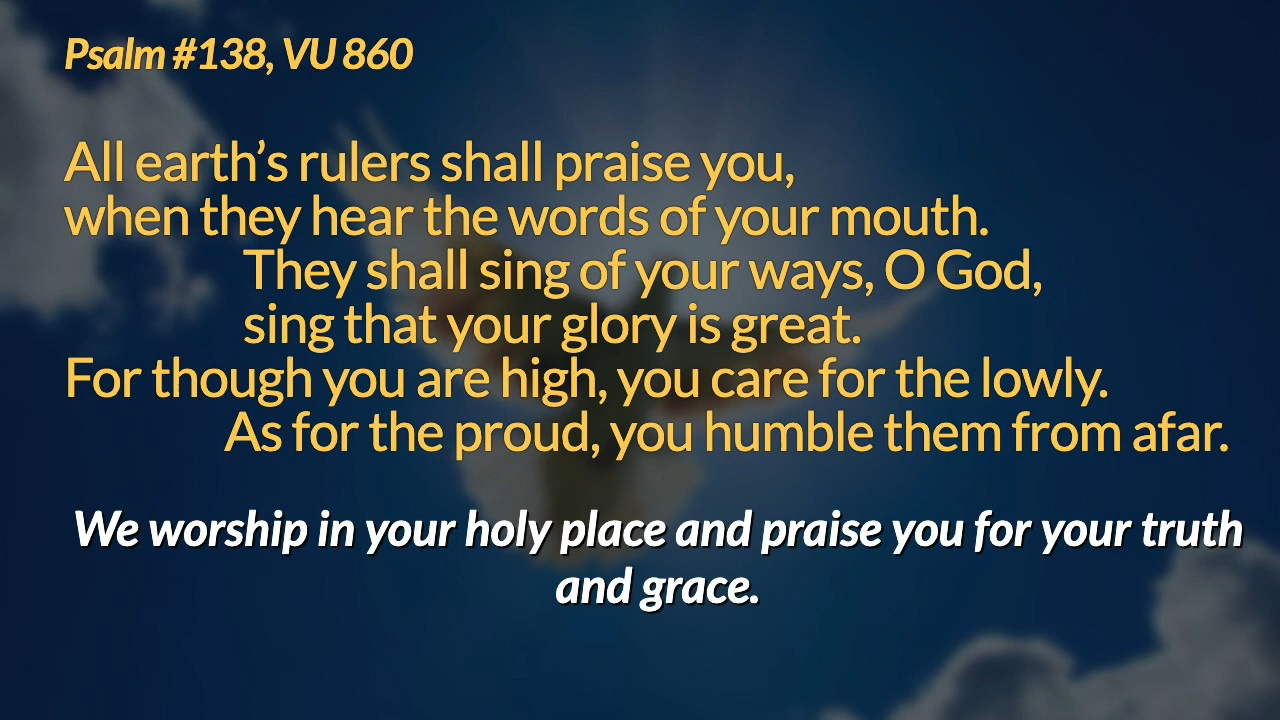 Psalm #138, VU 860
All earth’s rulers shall praise you,
when they hear the words of your mouth.
They shall sing of your ways, O God,
sing that your glory is great.
For though you are high, you care for the lowly.
As for the proud, you humble them from afar.
We worship in your holy place and praise you for your truth
and grace.